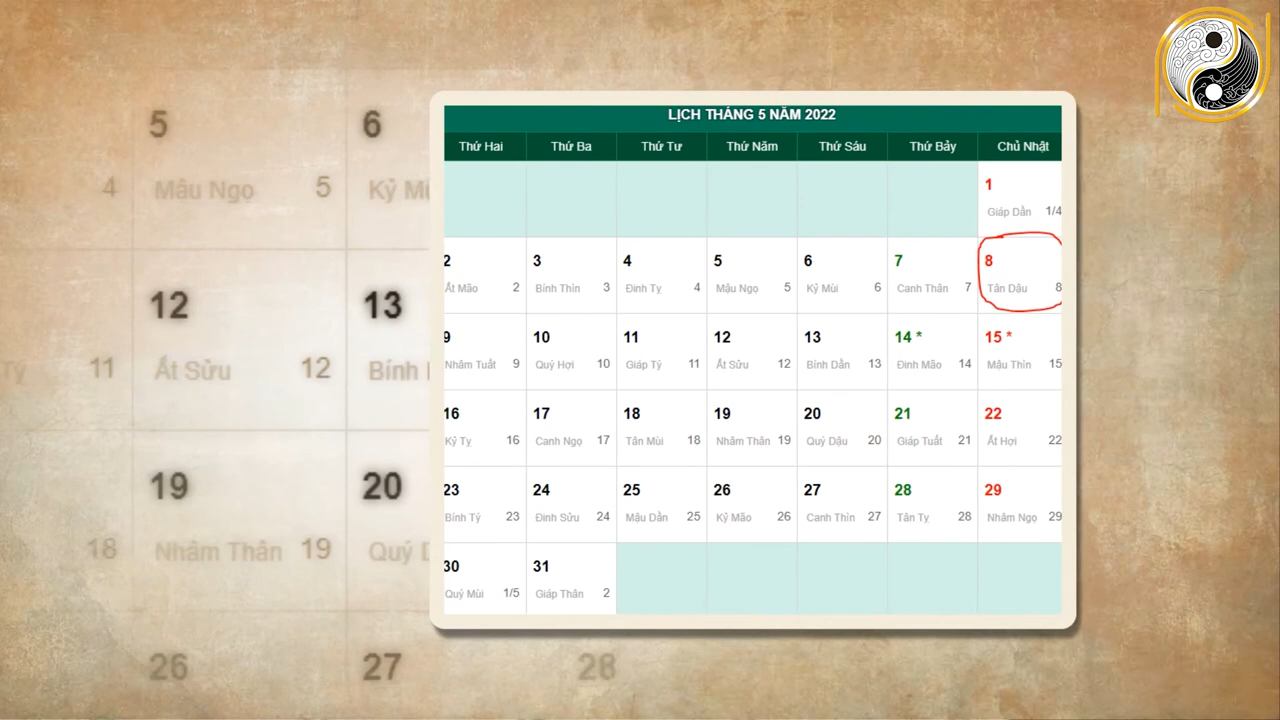 LỊCH THÁNG 5 NĂM 2022
Thứ Hai Thứ Ba Thứ Tư Thứ Năm Thứ Sáu Thứ Bảy Chủ Nhật
1
Giáp Dần 1/4
2 3 4 5 6 7 8
Ất Mão 2 Bính Thìn 3 Đinh Tỵ 4 Mậu Ngọ 5 Kỷ Mùi 6 Canh Thân 7 Tân Dậu 8
9 10 11 12 13 14 * 15 *
Nhâm Tuất 9 Quý Hợi 10 Giáp Tý 11 Ất Sửu 12 Bính Dần 13 Đinh Mão 14 Mậu Thìn 15
16 17 18 19 20 21 22
Kỷ Tỵ 16 Canh Ngọ 17 Tân Mùi 18 Nhâm Thân 19 Quý Dậu 20 Giáp Tuất 21 Ất Hợi 22
23 24 25 26 27 28 29
Bính Tý 23 Đinh Sửu 24 Mậu Dần 25 Kỷ Mão 26 Canh Thìn 27 Tân Tỵ 28 Nhâm Ngọ 29
30 31
Quý Mùi 1/5 Giáp Thân 2
5 6
4 Mậu Ngọ 5
12 13
11 Ất Sửu 12 Bính
19 20
18 Nhâm Thân 19 Quý
26 27 28